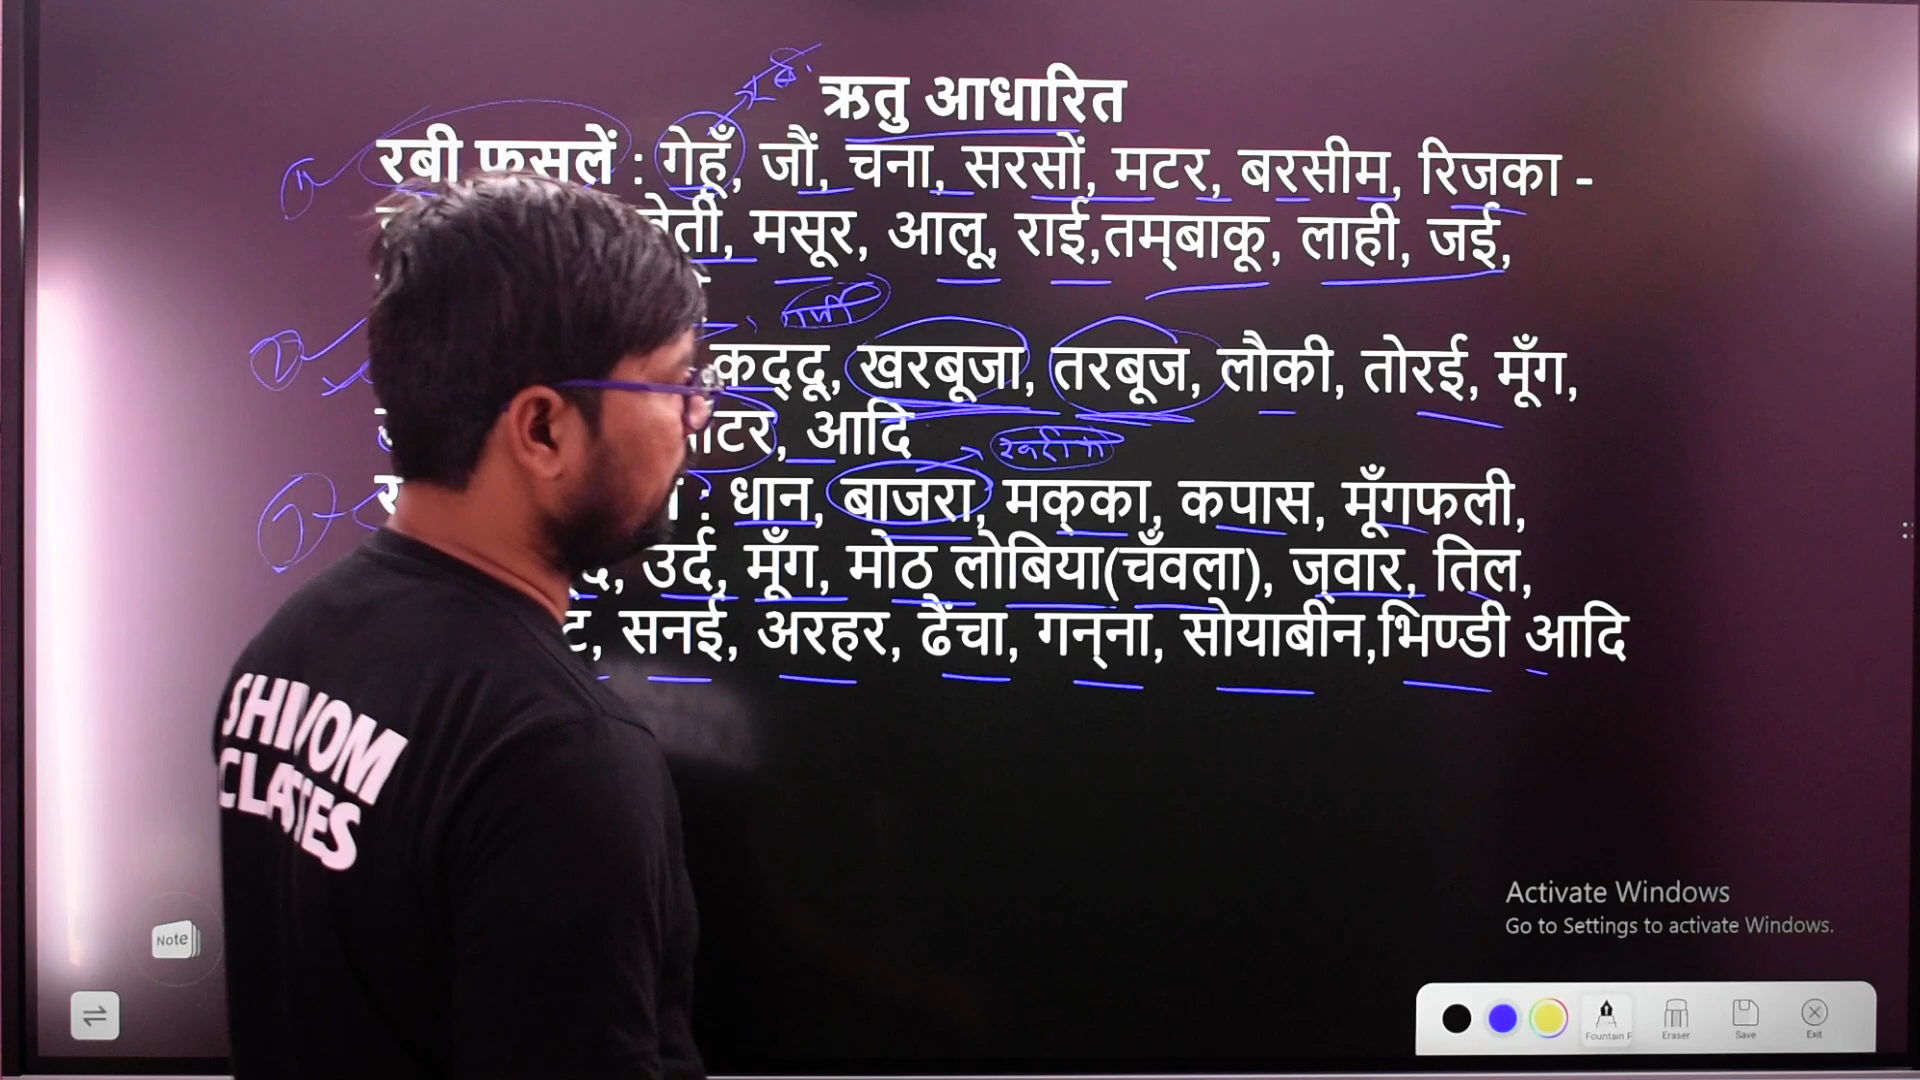 ऋतु आधारित
रबी फसलें : गेहूँ, जौं, चना, सरसों, मटर, बरसीम, रिजका -
मसूर, आलू, राई,तम्बाकू, लाही, जई,
गर्मी
कद्दू, खरबूजा, तरबूज, लौकी, तोरई, मूँग,
आदि
खरीफ
: धान, बाजरा, मक्का, कपास, मूँगफली,
उर्द, मूँग, मोठ लोबिया(चँवला), ज्वार, तिल,
सनई, अरहर, ढैंचा, गन्ना, सोयाबीन,भिण्डी आदि
SHIVOM
CLASSES
Note
Activate Windows
Go to Settings to activate Windows.
Fountain P
Eraser
Save
Exit